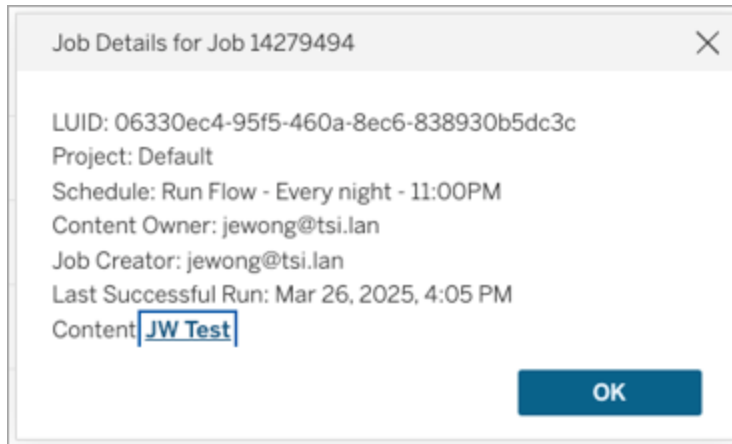 Job Details for Job 14279494
LUID: 06330ec4-95f5-460a-8ec6-838930b5dc3c
Project: Default
Schedule: Run Flow - Every night - 11:00PM
Content Owner: jewong@tsi.lan
Job Creator: jewong@tsi.lan
Last Successful Run: Mar 26, 2025, 4:05 PM
Content JW Test
OK